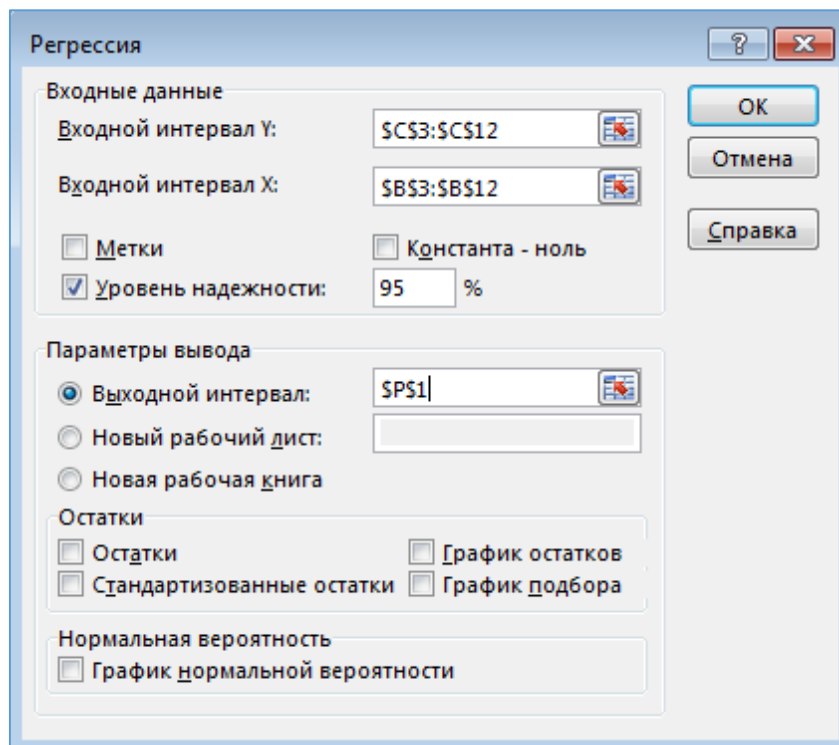 Регрессия
Входные данные
Входной интервал Y: $C$3:$C$12
Входной интервал X: $B$3:$B$12
Метки Константа - ноль
Уровень надежности: 95 %
OK
Отмена
Справка
Параметры вывода
Выходной интервал: $P$1
Новый рабочий лист:
Новая рабочая книга
Остатки
Остатки График остатков
Стандартизованные остатки График подбора
Нормальная вероятность
График нормальной вероятности